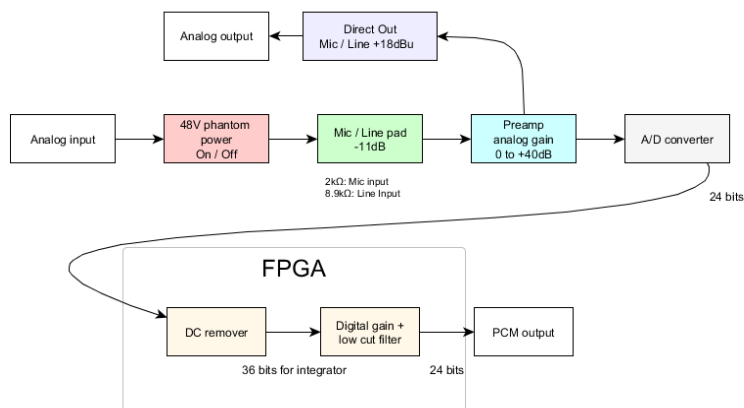 Analog output
Direct Out
Mic / Line +18dBu
Analog input
48V phantom
power
On / Off
Mic / Line pad
-11dB
Preamp
analog gain
0 to +40dB
A/D converter
2kΩ: Mic input
8.9kΩ: Line Input
24 bits
FPGA
DC remover
Digital gain +
low cut filter
PCM output
36 bits for integrator
24 bits